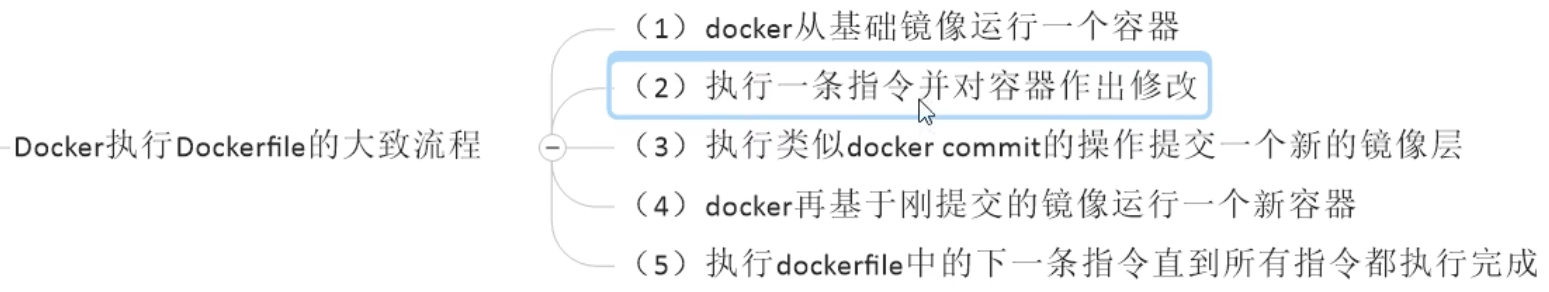 Docker执行Dockerfile的大致流程
（1）docker从基础镜像运行一个容器
（2）执行一条指令并对容器作出修改
（3）执行类似docker commit的操作提交一个新的镜像层
（4）docker再基于刚提交的镜像运行一个新容器
（5）执行dockerfile中的下一条指令直到所有指令都执行完成